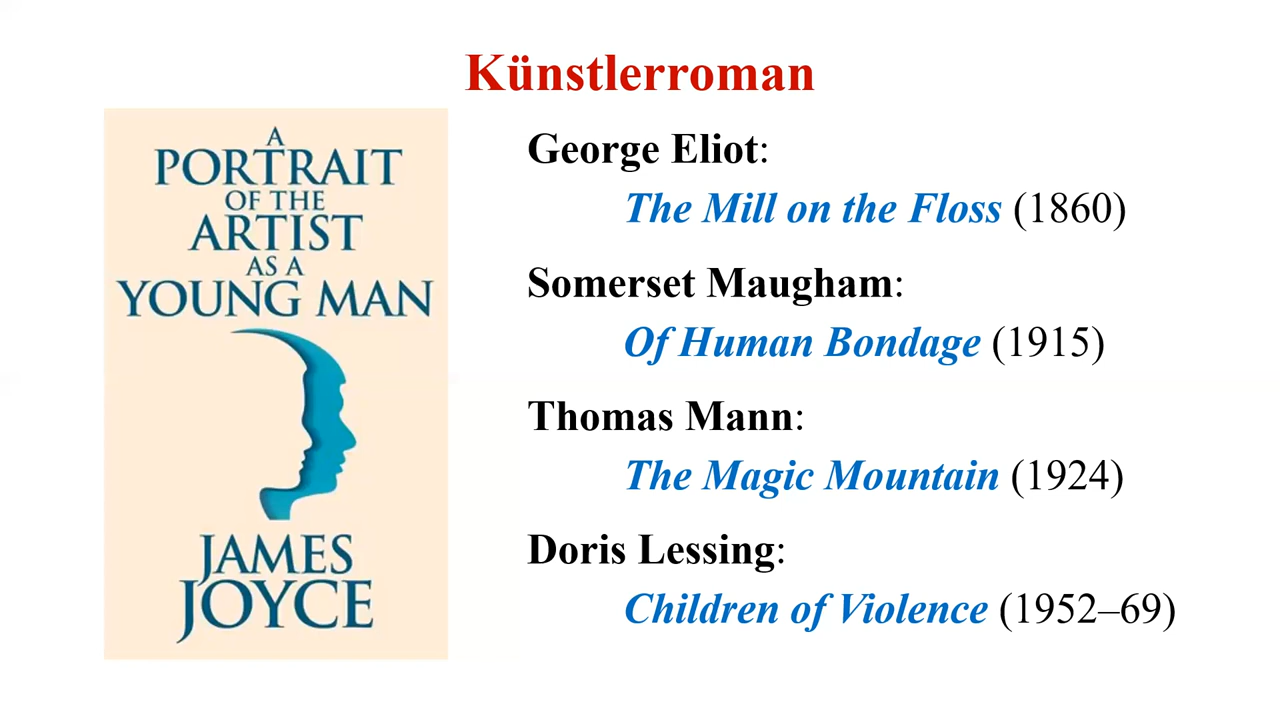 Künstlerroman
A
PORTRAIT
OF THE
ARTIST
AS A
YOUNG MAN
JAMES
JOYCE
George Eliot:
The Mill on the Floss (1860)
Somerset Maugham:
Of Human Bondage (1915)
Thomas Mann:
The Magic Mountain (1924)
Doris Lessing:
Children of Violence (1952–69)